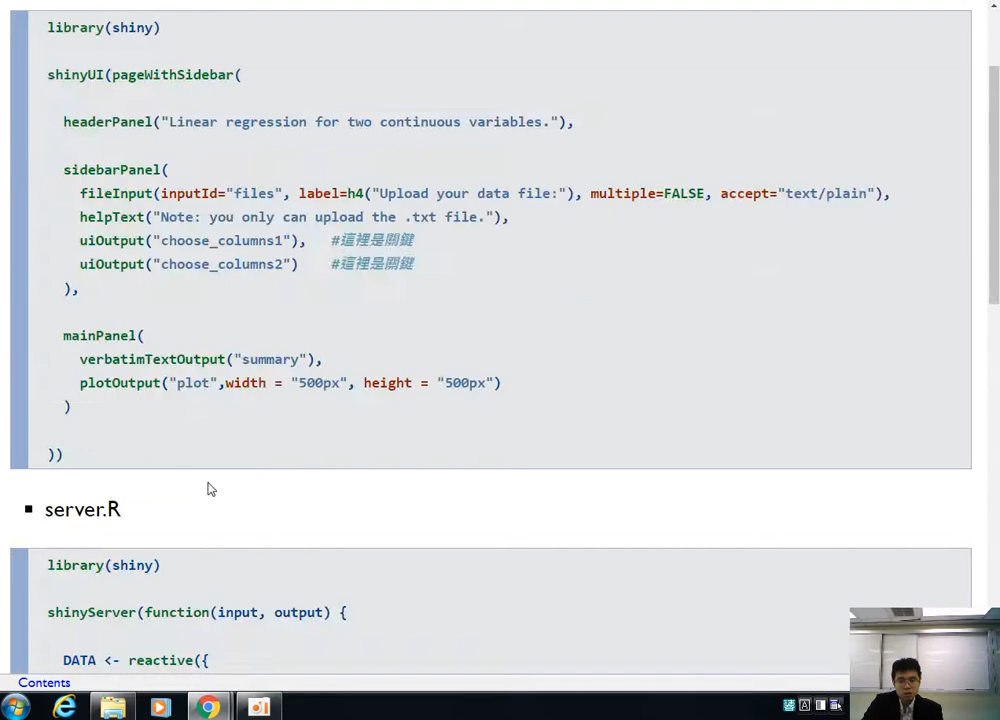 library(shiny)
shinyUI(pageWithSidebar(
headerPanel("Linear regression for two continuous variables."),
sidebarPanel(
fileInput(inputId="files", label=h4("Upload your data file:"), multiple=FALSE, accept="text/plain"),
helpText("Note: you only can upload the .txt file."),
uiOutput("choose_columns1"), #這裡是關鍵
uiOutput("choose_columns2") #這裡是關鍵
),
mainPanel(
verbatimTextOutput("summary"),
plotOutput("plot",width = "500px", height = "500px")
)
))
▪ server.R
library(shiny)
shinyServer(function(input, output) {
DATA <- reactive({
Contents